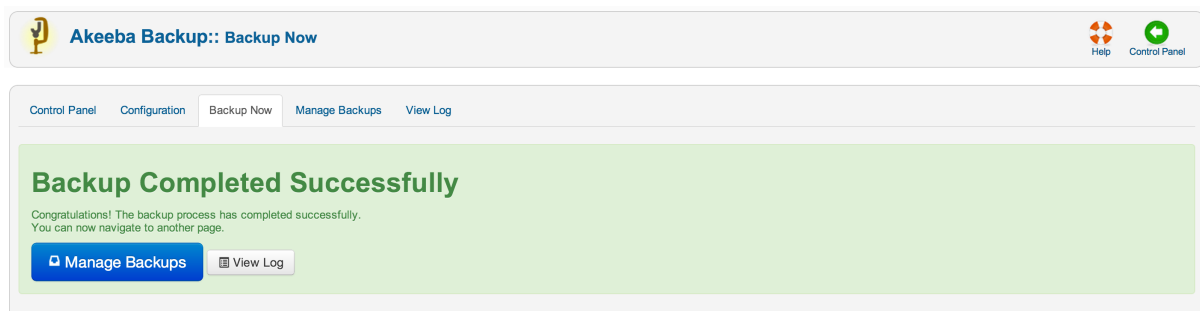 Akeeba Backup:: Backup Now
Help
Control Panel
Control Panel Configuration Backup Now Manage Backups View Log
Backup Completed Successfully
Congratulations! The backup process has completed successfully.
You can now navigate to another page.
Manage Backups View Log